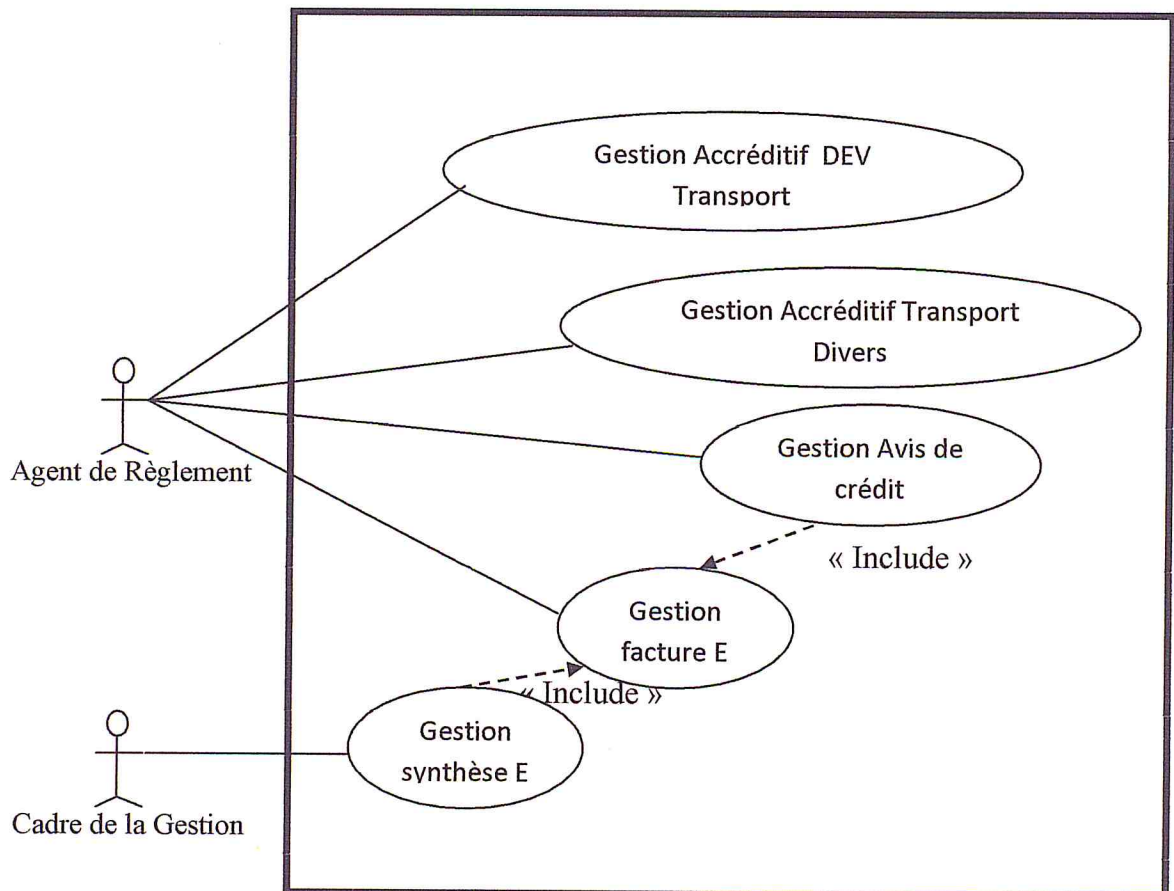 Gestion Accréditif DEV
Transport
Gestion Accréditif Transport
Divers
Gestion Avis de
crédit
Agent de Règlement
« Include »
Gestion
facture E
« Include »
Gestion
synthèse E
Cadre de la Gestion